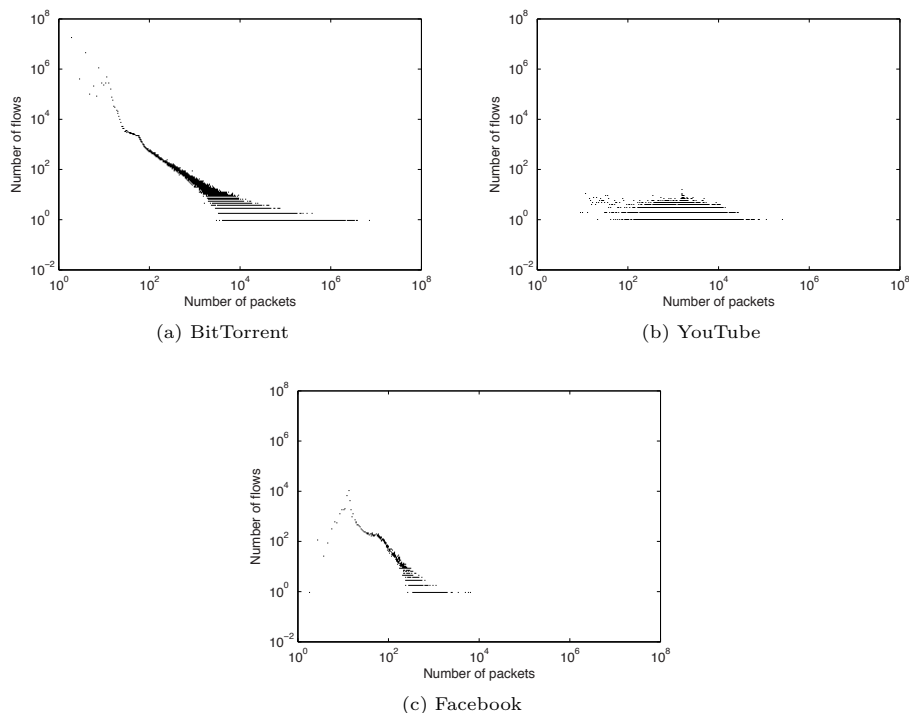 10^8
10^6
10^4
10^2
10^0
10^−2
Number of flows
10^0 10^2 10^4 10^6 10^8
Number of packets
(a) BitTorrent
10^8
10^6
10^4
10^2
10^0
10^−2
Number of flows
10^0 10^2 10^4 10^6 10^8
Number of packets
(b) YouTube
10^8
10^6
10^4
10^2
10^0
10^−2
Number of flows
10^0 10^2 10^4 10^6 10^8
Number of packets
(c) Facebook